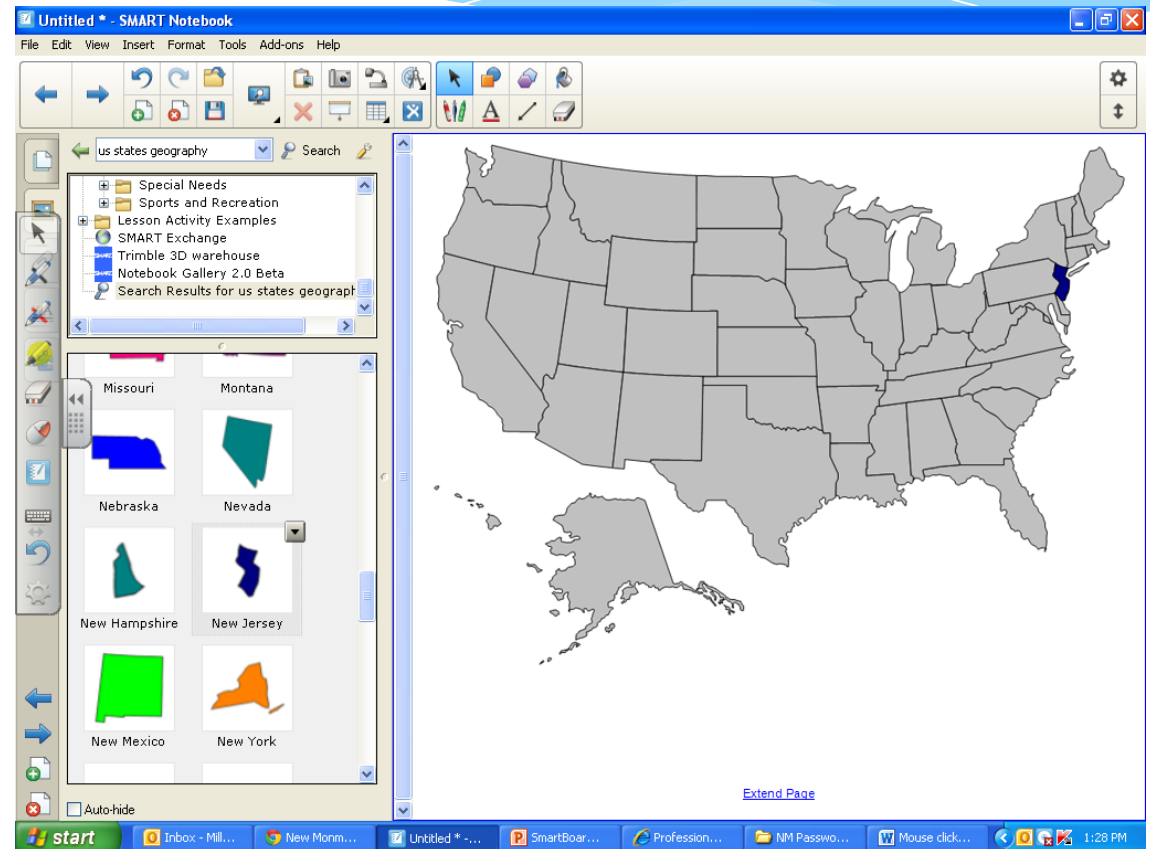 Untitled * - SMART Notebook
File Edit View Insert Format Tools Add-ons Help
us states geography Search
Special Needs
Sports and Recreation
Lesson Activity Examples
SMART Exchange
Trimble 3D warehouse
Notebook Gallery 2.0 Beta
Search Results for us states geograph
Missouri Montana
Nebraska Nevada
New Hampshire New Jersey
New Mexico New York
Extend Page
Auto-hide
start Inbox - Mill... New Monm... Untitled * -... SmartBoar... Profession... NM Passwo... Mouse click... 1:28 PM